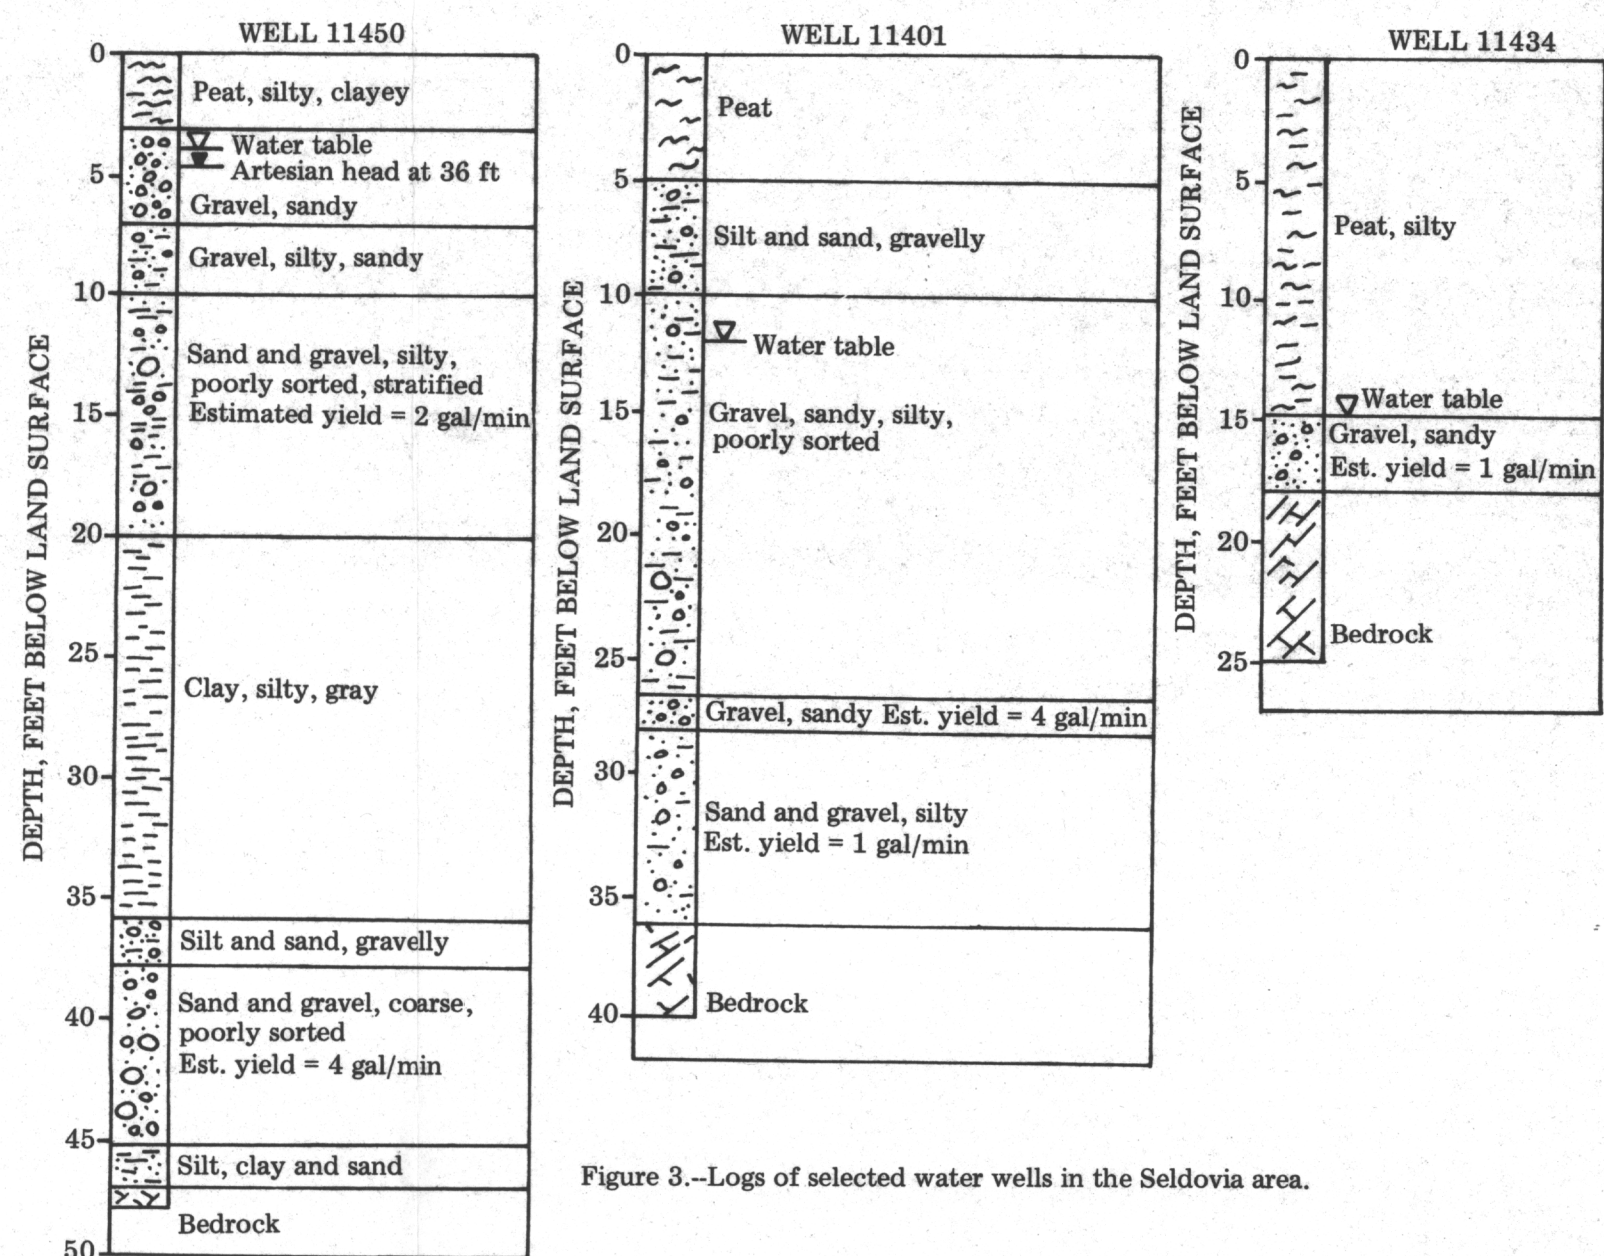 WELL 11450
0
Peat, silty, clayey
Water table
Artesian head at 36 ft
5
Gravel, sandy
Gravel, silty, sandy
10
Sand and gravel, silty,
poorly sorted, stratified
Estimated yield = 2 gal/min
15
20
25
Clay, silty, gray
30
35
Silt and sand, gravelly
Sand and gravel, coarse,
poorly sorted
Est. yield = 4 gal/min
40
45
Silt, clay and sand
Bedrock
50
DEPTH, FEET BELOW LAND SURFACE
WELL 11401
0
Peat
5
Silt and sand, gravelly
10
Water table
15
Gravel, sandy, silty,
poorly sorted
20
25
Gravel, sandy Est. yield = 4 gal/min
30
Sand and gravel, silty
Est. yield = 1 gal/min
35
Bedrock
40
DEPTH, FEET BELOW LAND SURFACE
WELL 11434
0
5
Peat, silty
10
Water table
15
Gravel, sandy
Est. yield = 1 gal/min
20
Bedrock
25
DEPTH, FEET BELOW LAND SURFACE
Figure 3.--Logs of selected water wells in the Seldovia area.